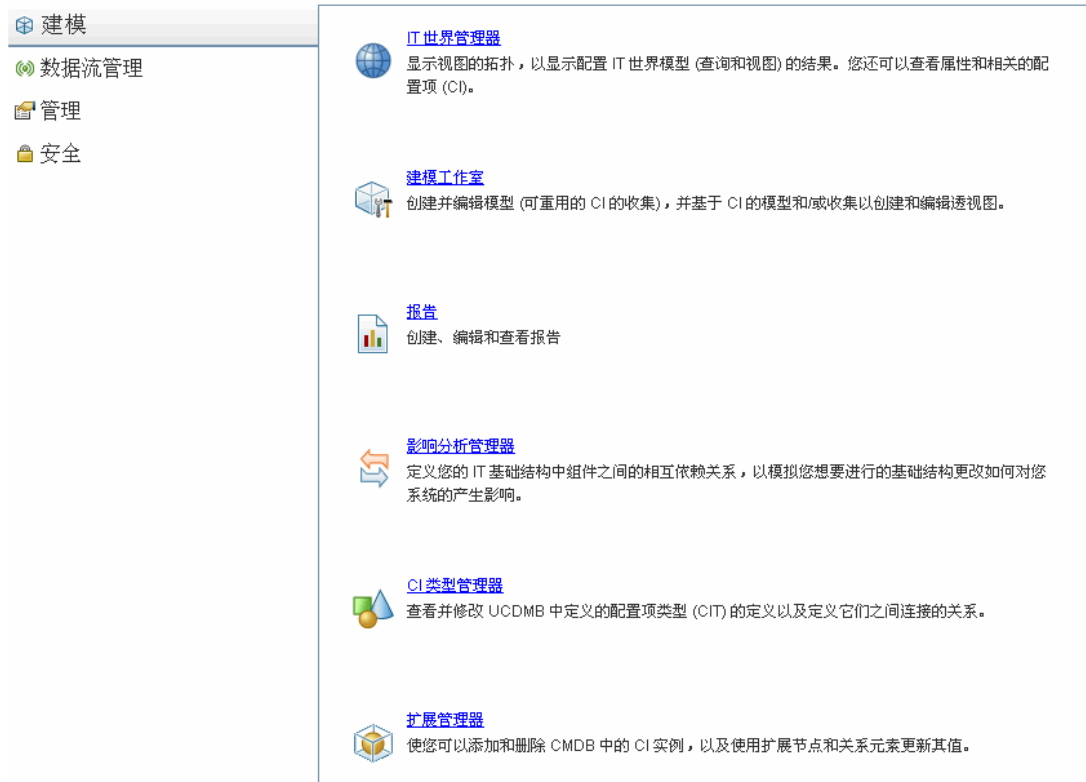 建模
数据流管理
管理
安全
IT 世界管理器
显示视图的拓扑，以显示配置 IT 世界模型 (查询和视图) 的结果。您还可以查看属性和相关的配
置项 (CI)。
建模工作室
创建并编辑模型 (可重用的 CI 的收集)，并基于 CI 的模型和/或收集以创建和编辑透视图。
报告
创建、编辑和查看报告
影响分析管理器
定义您的 IT 基础结构中组件之间的相互依赖关系，以模拟您想要进行的基础结构更改如何对您
系统的产生影响。
CI 类型管理器
查看并修改 UCDMB 中定义的配置项类型 (CIT) 的定义以及定义它们之间连接的关系。
扩展管理器
使您可以添加和删除 CMDB 中的 CI 实例，以及使用扩展节点和关系元素更新其值。